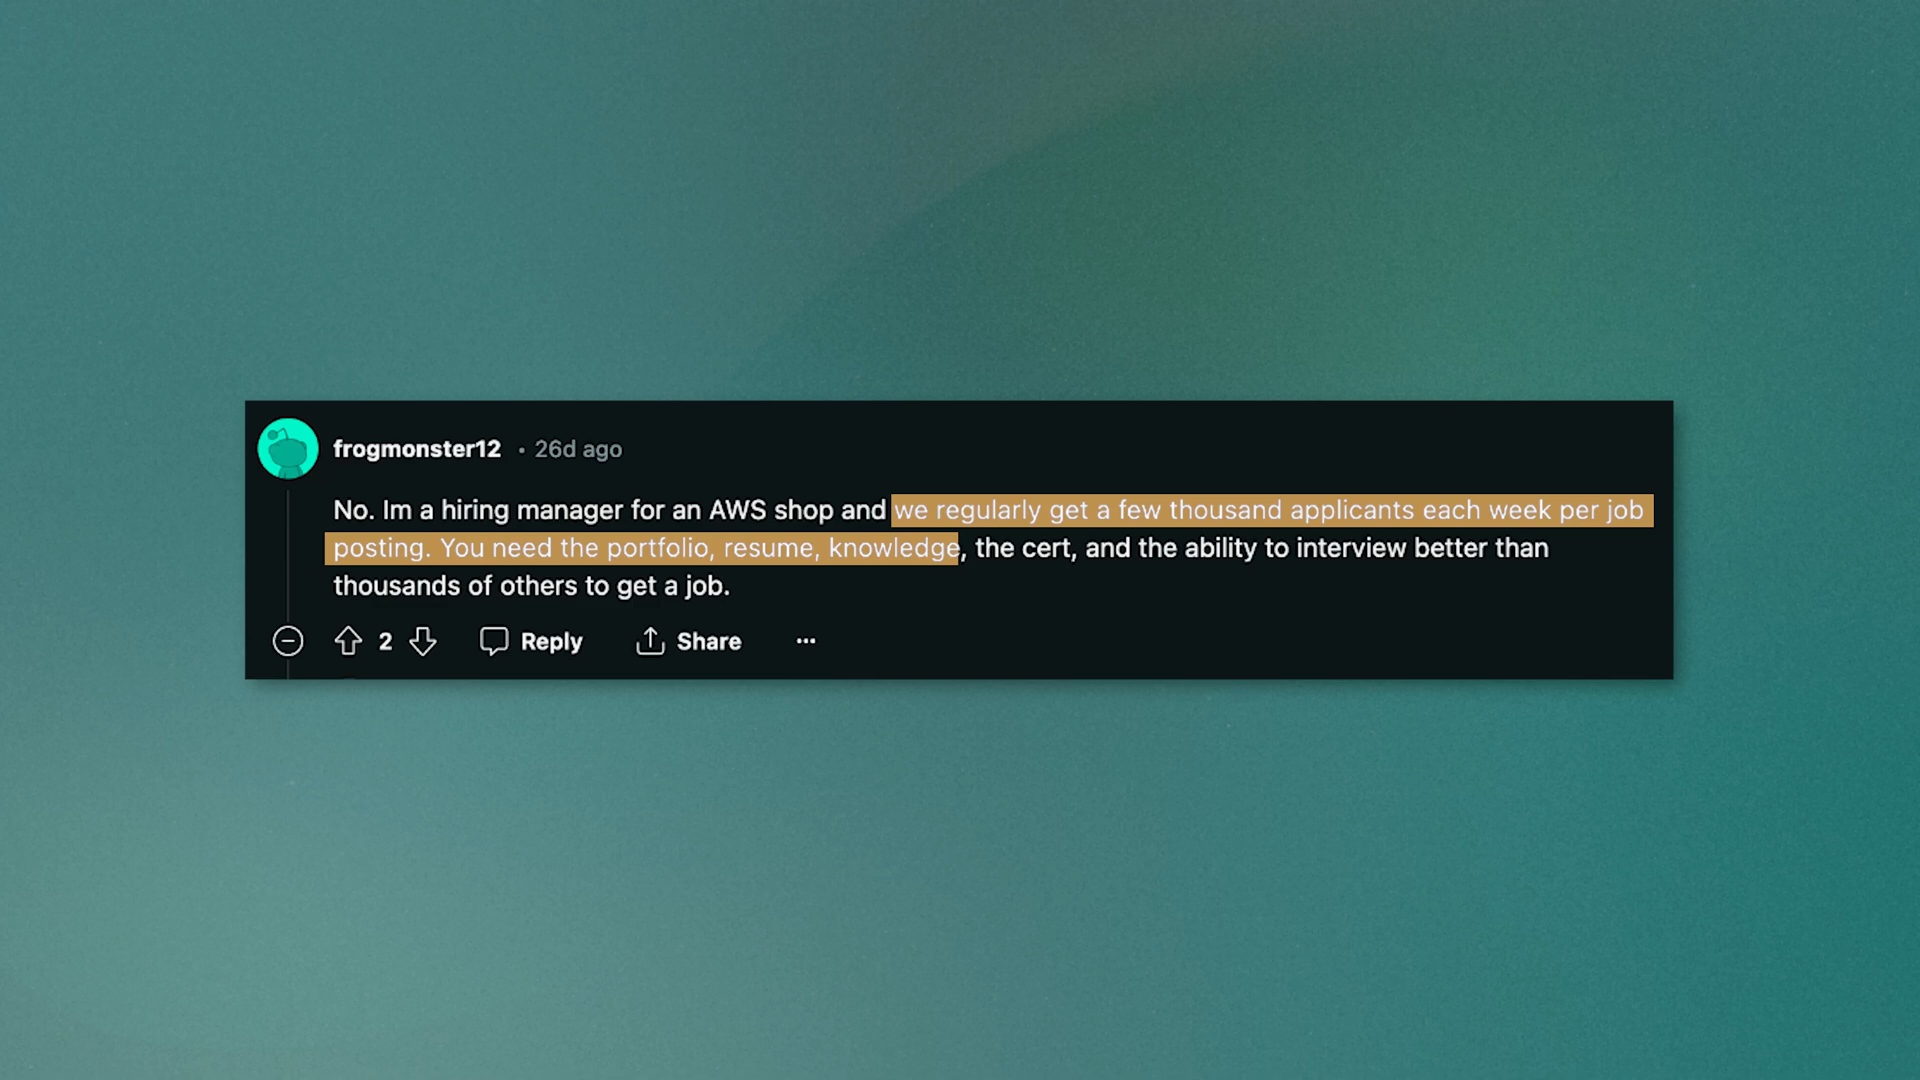 frogmonster12 • 26d ago
No. Im a hiring manager for an AWS shop and we regularly get a few thousand applicants each week per job
posting. You need the portfolio, resume, knowledge, the cert, and the ability to interview better than
thousands of others to get a job.
2 Reply Share ...